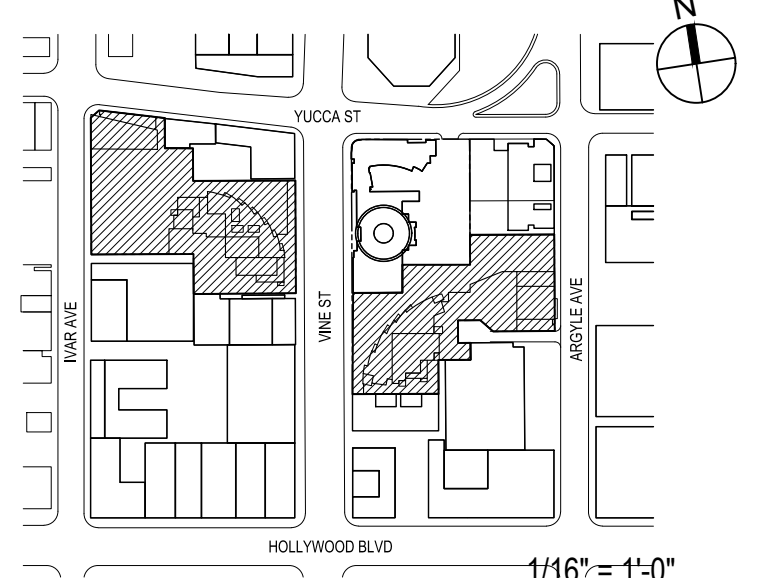 N
YUCCA ST
IVAR AVE
VINE ST
ARGYLE AVE
HOLLYWOOD BLVD
1/16" = 1'-0"